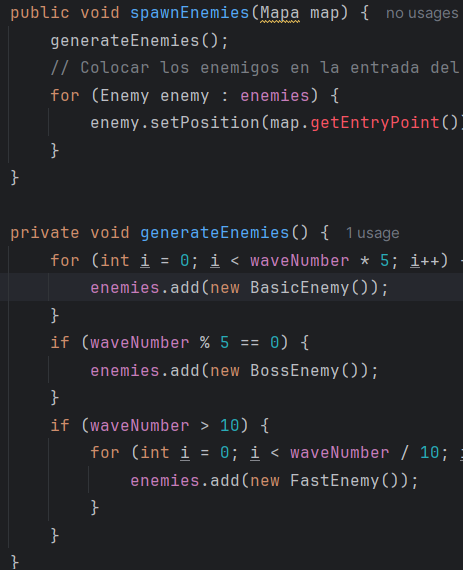 public void spawnEnemies(Mapa map) { no usages
generateEnemies();
// Colocar los enemigos en la entrada del
for (Enemy enemy : enemies) {
enemy.setPosition(map.getEntryPoint())
}
}
private void generateEnemies() { 1 usage
for (int i = 0; i < waveNumber * 5; i++) {
enemies.add(new BasicEnemy());
}
if (waveNumber % 5 == 0) {
enemies.add(new BossEnemy());
}
if (waveNumber > 10) {
for (int i = 0; i < waveNumber / 10; i
enemies.add(new FastEnemy());
}
}
}